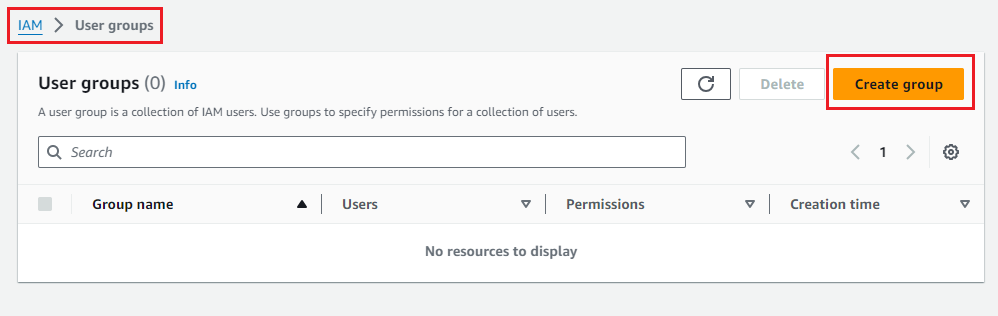 IAM > User groups
User groups (0) Info
Delete
Create group
A user group is a collection of IAM users. Use groups to specify permissions for a collection of users.
Search
1
Group name Users Permissions Creation time
No resources to display